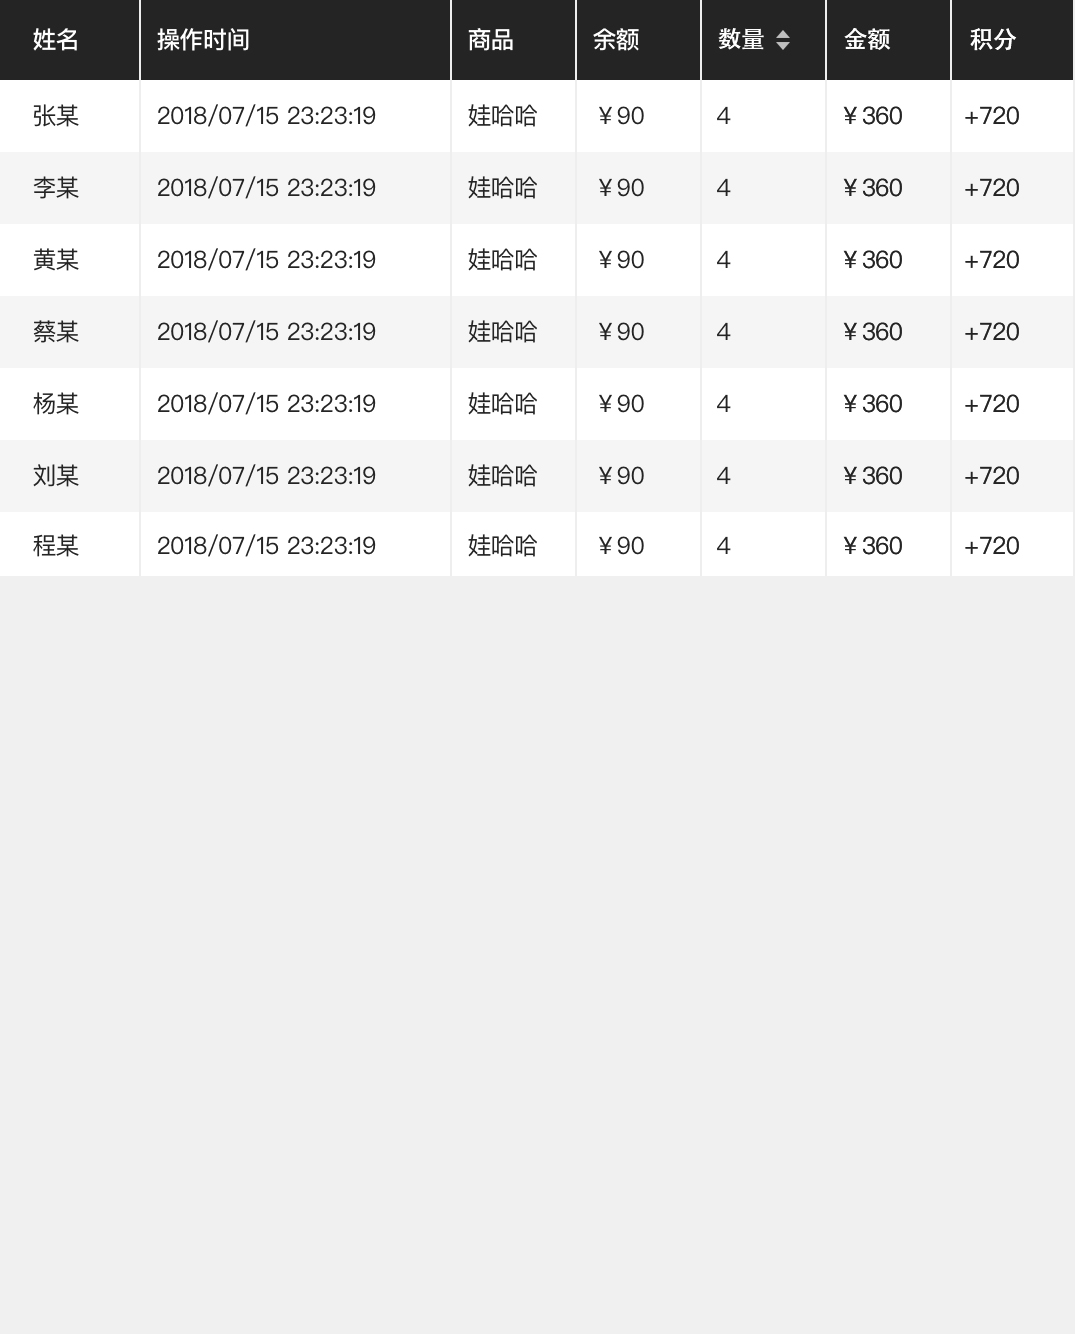 姓名 操作时间 商品 余额 数量 金额 积分
张某 2018/07/15 23:23:19 娃哈哈 ¥90 4 ¥360 +720
李某 2018/07/15 23:23:19 娃哈哈 ¥90 4 ¥360 +720
黄某 2018/07/15 23:23:19 娃哈哈 ¥90 4 ¥360 +720
蔡某 2018/07/15 23:23:19 娃哈哈 ¥90 4 ¥360 +720
杨某 2018/07/15 23:23:19 娃哈哈 ¥90 4 ¥360 +720
刘某 2018/07/15 23:23:19 娃哈哈 ¥90 4 ¥360 +720
程某 2018/07/15 23:23:19 娃哈哈 ¥90 4 ¥360 +720